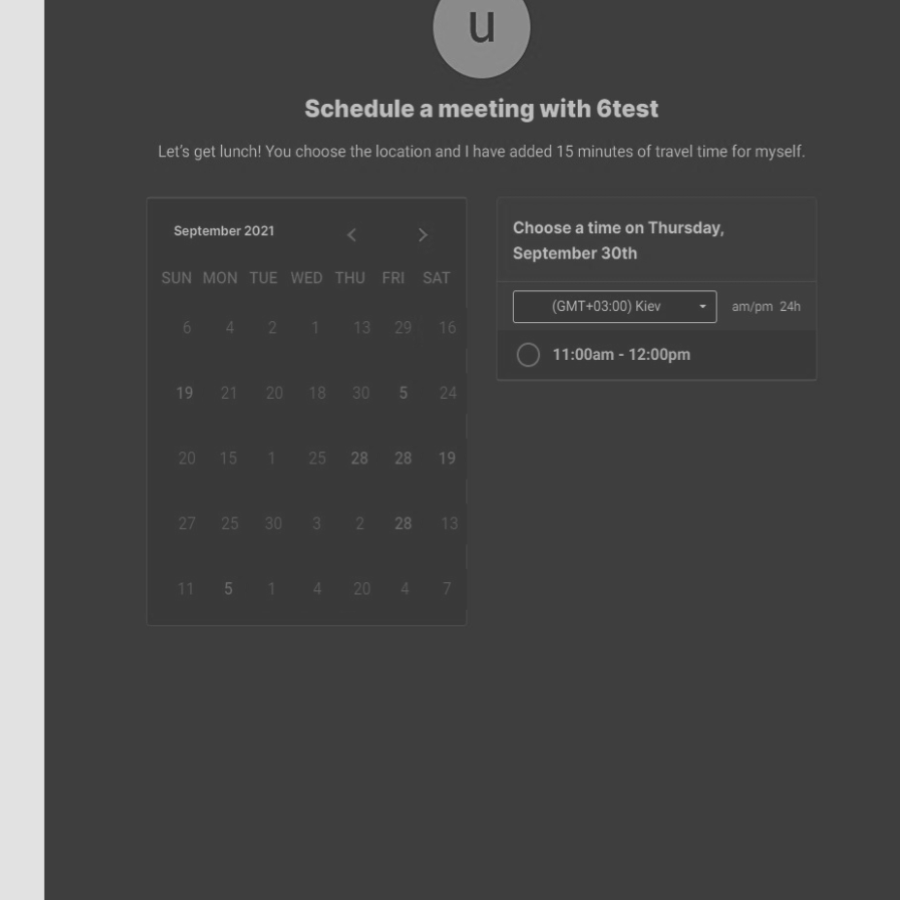 u
Schedule a meeting with 6test
Let's get lunch! You choose the location and I have added 15 minutes of travel time for myself.
September 2021
SUN MON TUE WED THU FRI SAT
6 4 2 1 13 29 16
19 21 20 18 30 5 24
20 15 1 25 28 28 19
27 25 30 3 2 28 13
11 5 1 4 20 4 7
Choose a time on Thursday,
September 30th
(GMT+03:00) Kiev
am/pm 24h
11:00am - 12:00pm